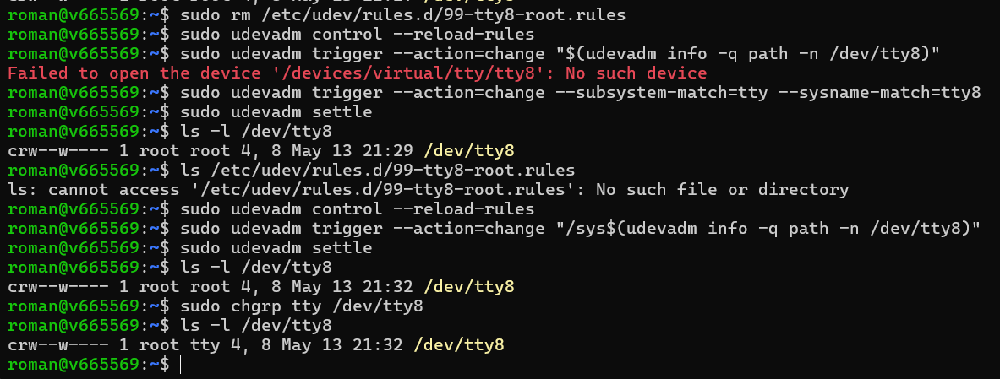 roman@v665569:~$ sudo rm /etc/udev/rules.d/99-tty8-root.rules
roman@v665569:~$ sudo udevadm control --reload-rules
roman@v665569:~$ sudo udevadm trigger --action=change "$(udevadm info -q path -n /dev/tty8)"
Failed to open the device '/devices/virtual/tty/tty8': No such device
roman@v665569:~$ sudo udevadm trigger --action=change --subsystem-match=tty --sysname-match=tty8
roman@v665569:~$ sudo udevadm settle
roman@v665569:~$ ls -l /dev/tty8
crw--w---- 1 root root 4, 8 May 13 21:29 /dev/tty8
roman@v665569:~$ ls /etc/udev/rules.d/99-tty8-root.rules
ls: cannot access '/etc/udev/rules.d/99-tty8-root.rules': No such file or directory
roman@v665569:~$ sudo udevadm control --reload-rules
roman@v665569:~$ sudo udevadm trigger --action=change "/sys$(udevadm info -q path -n /dev/tty8)"
roman@v665569:~$ sudo udevadm settle
roman@v665569:~$ ls -l /dev/tty8
crw--w---- 1 root root 4, 8 May 13 21:32 /dev/tty8
roman@v665569:~$ sudo chgrp tty /dev/tty8
roman@v665569:~$ ls -l /dev/tty8
crw--w---- 1 root tty 4, 8 May 13 21:32 /dev/tty8
roman@v665569:~$